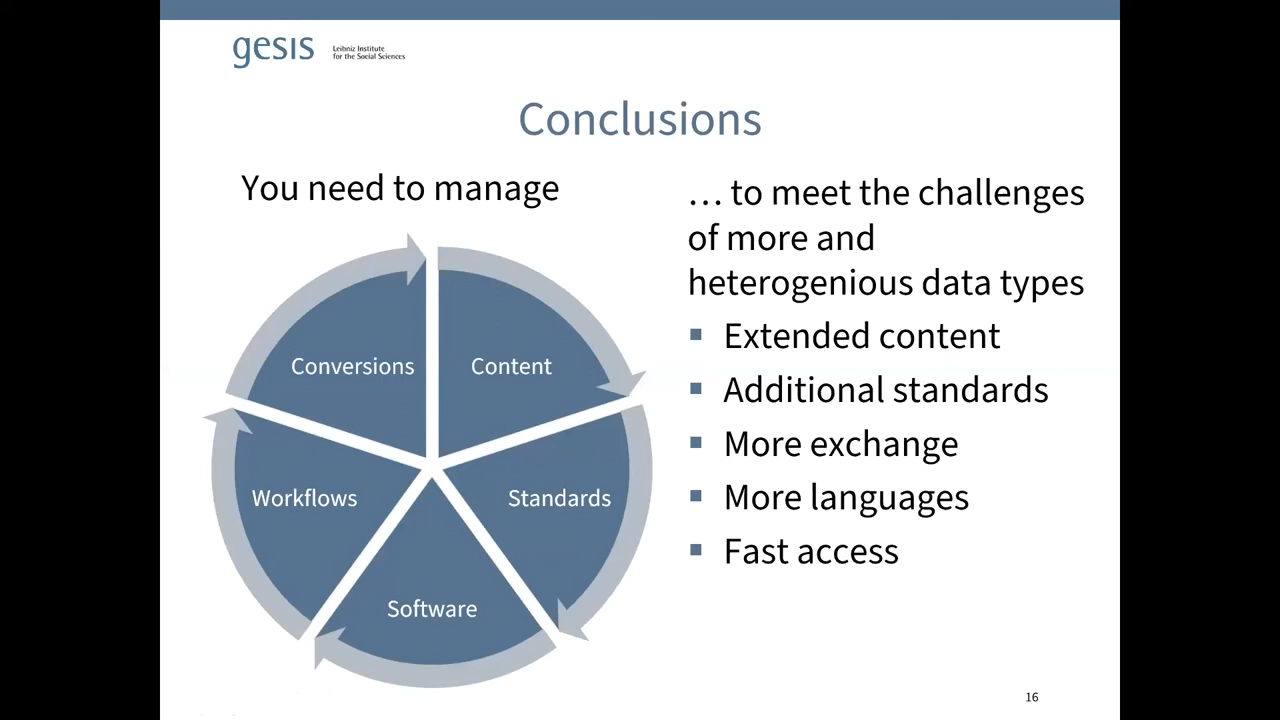 gesis
Leibniz Institute
for the Social Sciences
Conclusions
You need to manage
Conversions
Content
Workflows
Standards
Software
… to meet the challenges
of more and
heterogenious data types
▪ Extended content
▪ Additional standards
▪ More exchange
▪ More languages
▪ Fast access
16